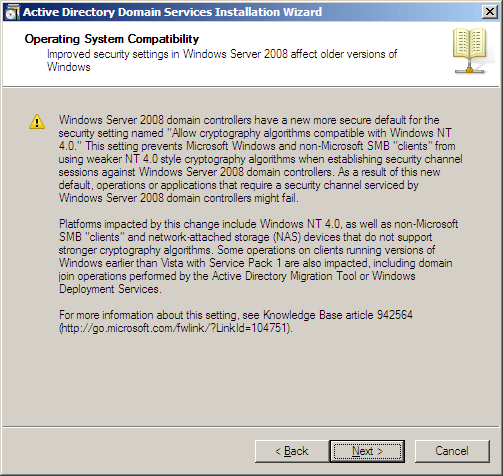 Active Directory Domain Services Installation Wizard
Operating System Compatibility
Improved security settings in Windows Server 2008 affect older versions of
Windows
Windows Server 2008 domain controllers have a new more secure default for the
security setting named "Allow cryptography algorithms compatible with Windows NT
4.0." This setting prevents Microsoft Windows and non-Microsoft SMB "clients" from
using weaker NT 4.0 style cryptography algorithms when establishing security channel
sessions against Windows Server 2008 domain controllers. As a result of this new
default, operations or applications that require a security channel serviced by
Windows Server 2008 domain controllers might fail.
Platforms impacted by this change include Windows NT 4.0, as well as non-Microsoft
SMB "clients" and network-attached storage (NAS) devices that do not support
stronger cryptography algorithms. Some operations on clients running versions of
Windows earlier than Vista with Service Pack 1 are also impacted, including domain
join operations performed by the Active Directory Migration Tool or Windows
Deployment Services.
For more information about this setting, see Knowledge Base article 942564
(http://go.microsoft.com/fwlink/?LinkId=104751).
< Back Next > Cancel